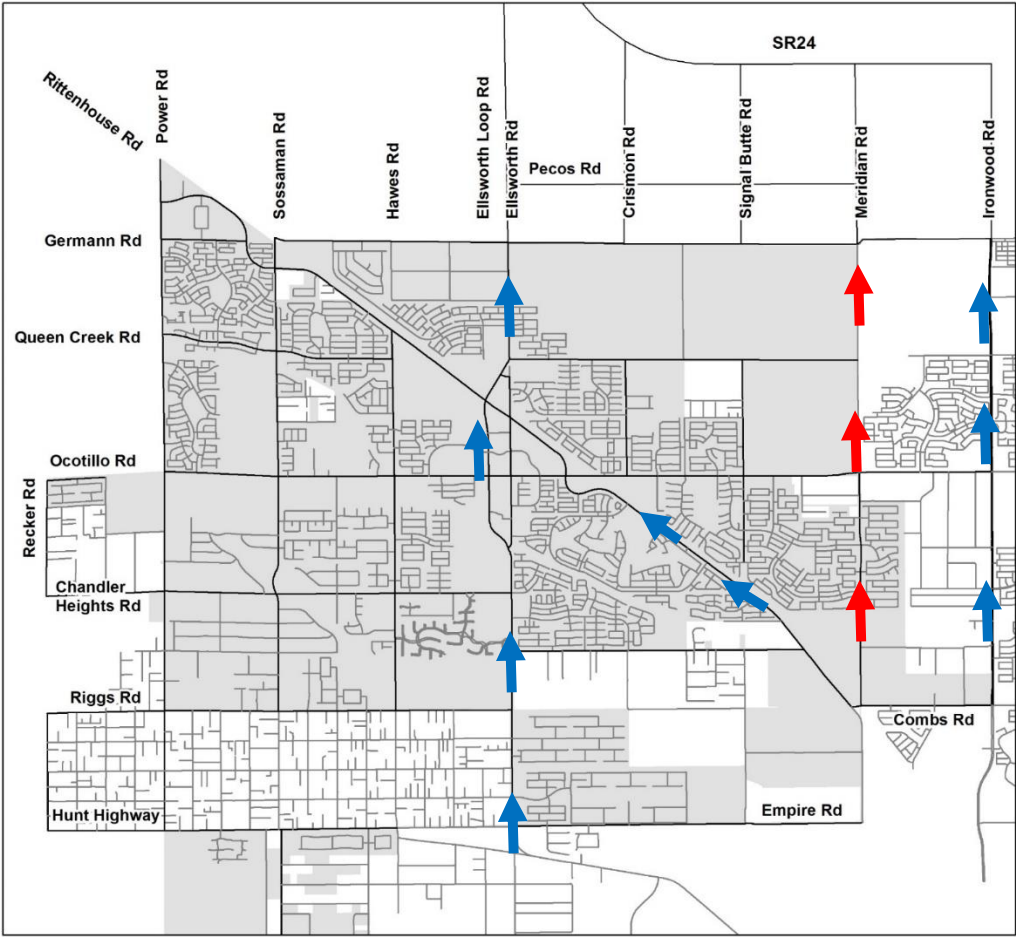 SR24
Rittenhouse Rd
Power Rd
Sossaman Rd
Hawes Rd
Ellsworth Loop Rd
Ellsworth Rd
Crismon Rd
Signal Butte Rd
Meridian Rd
Ironwood Rd
Pecos Rd
Germann Rd
Queen Creek Rd
Ocotillo Rd
Recker Rd
Chandler
Heights Rd
Riggs Rd
Combs Rd
Hunt Highway
Empire Rd